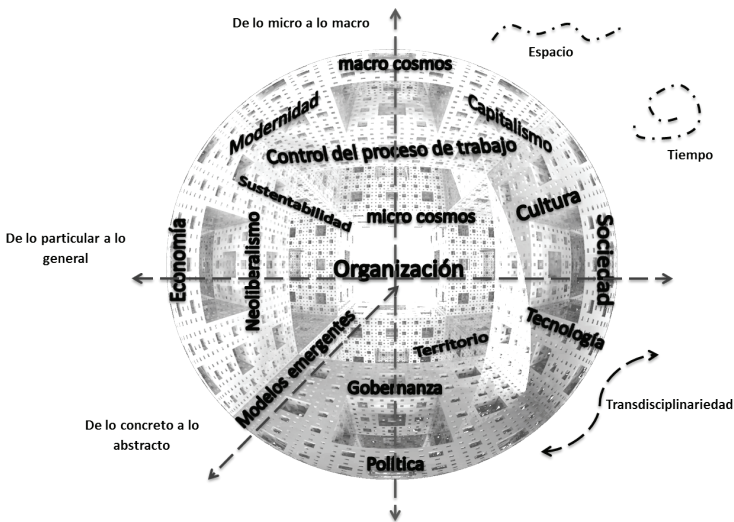 De lo micro a lo macro
Espacio
macro cosmos
Modernidad
Capitalismo
Tiempo
Control del proceso de trabajo
Sustentabilidad
Cultura
micro cosmos
De lo particular a lo
general
Economía
Neoliberalismo
Organización
Sociedad
Tecnología
Territorio
Modelos emergentes
Gobernanza
De lo concreto a lo
abstracto
Transdisciplinariedad
Política